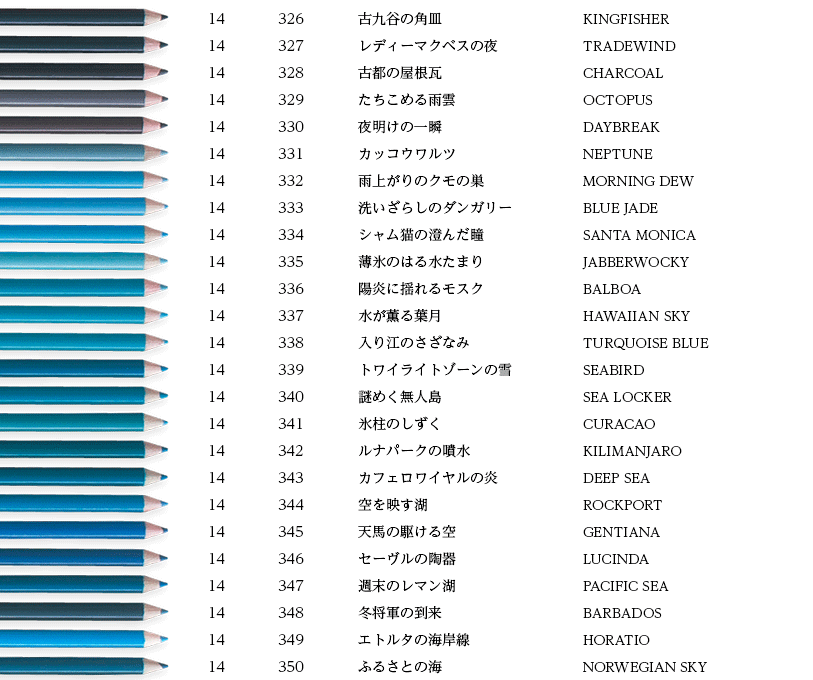 14 326 古九谷の角皿 KINGFISHER
14 327 レディーマクベスの夜 TRADEWIND
14 328 古都の屋根瓦 CHARCOAL
14 329 たちこめる雨雲 OCTOPUS
14 330 夜明けの一瞬 DAYBREAK
14 331 カッコウワルツ NEPTUNE
14 332 雨上がりのクモの巣 MORNING DEW
14 333 洗いざらしのダンガリー BLUE JADE
14 334 シャム猫の澄んだ瞳 SANTA MONICA
14 335 薄氷のはる水たまり JABBERWOCKY
14 336 陽炎に揺れるモスク BALBOA
14 337 水が薫る葉月 HAWAIIAN SKY
14 338 入り江のさざなみ TURQUOISE BLUE
14 339 トワイライトゾーンの雪 SEABIRD
14 340 謎めく無人島 SEA LOCKER
14 341 氷柱のしずく CURACAO
14 342 ルナパークの噴水 KILIMANJARO
14 343 カフェロワイヤルの炎 DEEP SEA
14 344 空を映す湖 ROCKPORT
14 345 天馬の駆ける空 GENTIANA
14 346 セーヴルの陶器 LUCINDA
14 347 週末のレマン湖 PACIFIC SEA
14 348 冬将軍の到来 BARBADOS
14 349 エトルタの海岸線 HORATIO
14 350 ふるさとの海 NORWEGIAN SKY